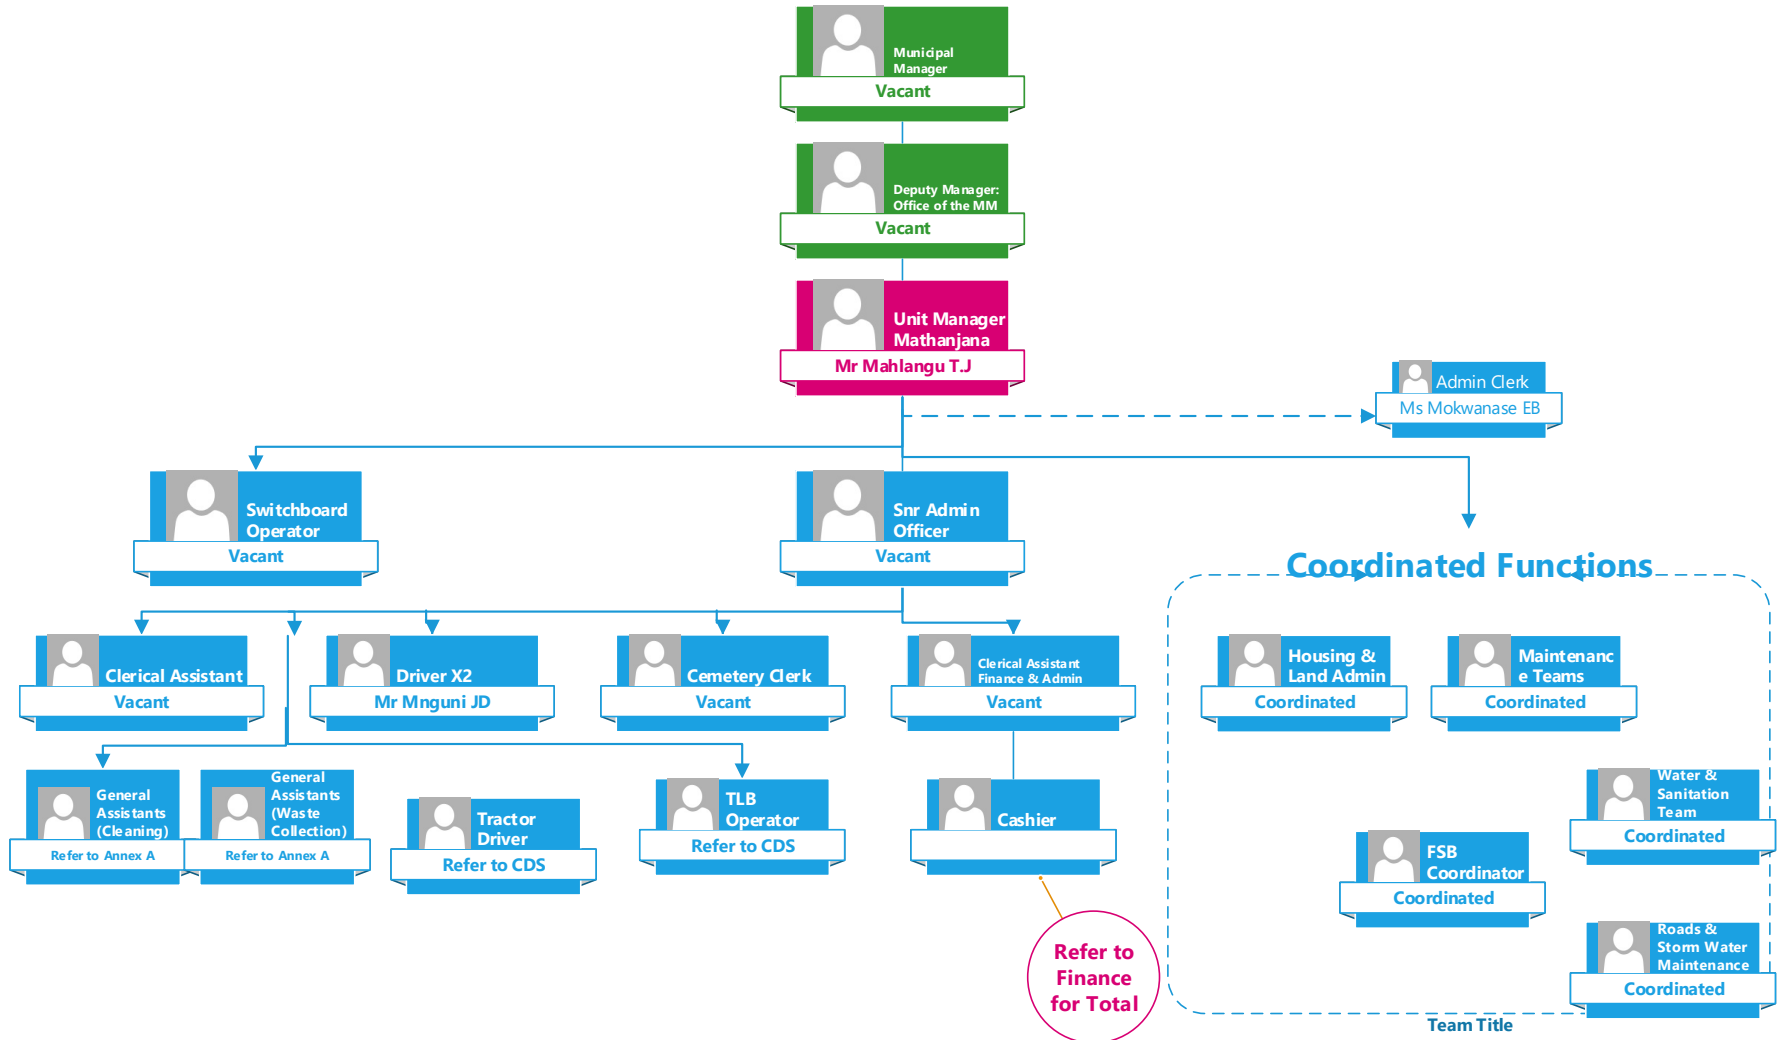 Municipal
Manager
Vacant
Deputy Manager:
Office of the MM
Vacant
Unit Manager
Mathanjana
Mr Mahlangu T.J
Admin Clerk
Ms Mokwanase EB
Switchboard
Operator
Vacant
Snr Admin
Officer
Vacant
Coordinated Functions
Clerical Assistant
Vacant
Driver X2
Mr Mnguni JD
Cemetery Clerk
Vacant
Clerical Assistant
Finance & Admin
Vacant
Housing &
Land Admin
Coordinated
Maintenanc
e Teams
Coordinated
General
Assistants
(Cleaning)
Refer to Annex A
General
Assistants
(Waste
Collection)
Refer to Annex A
Tractor
Driver
Refer to CDS
TLB
Operator
Refer to CDS
Cashier
Water &
Sanitation
Team
Coordinated
FSB
Coordinator
Coordinated
Roads &
Storm Water
Maintenance
Coordinated
Refer to
Finance
for Total
Team Title